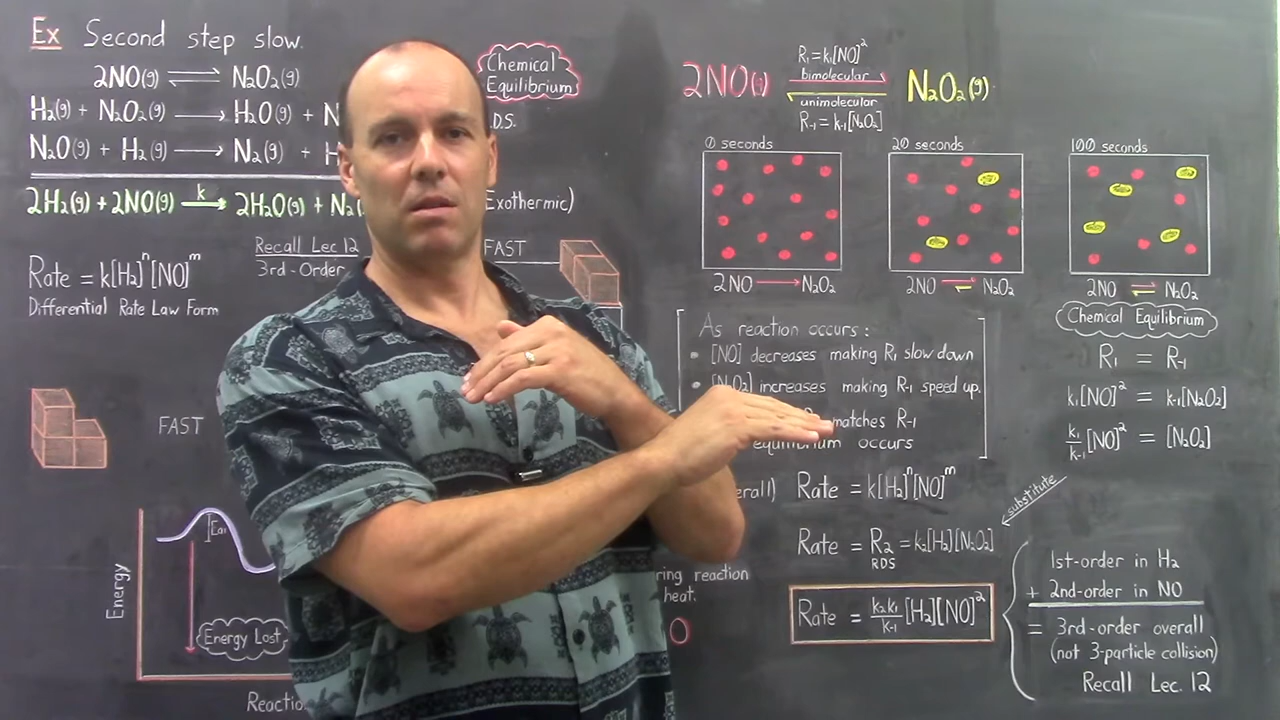 Ex Second step slow.
2NO(g) ⇌ N₂O₂(g)
H₂(g) + N₂O₂(g) → H₂O(g) + N
N₂O(g) + H₂(g) → N₂(g) +
2H₂(g) + 2NO(g) k→ 2H₂O(g) + N₂(
Chemical
Equilibrium
.D.S.
Exothermic)
Rate = k[H₂]ⁿ[NO]ᵐ
Differential Rate Law Form
Recall Lec 12
3rd-Order
FAST
FAST
Energy
Ea₁
Energy Lost
Reactio
2NO(g) ⇌ N₂O₂(g)
R₁ = k₁[NO]²
bimolecular
unimolecular
R₋₁ = k₋₁[N₂O₂]
0 seconds
20 seconds
100 seconds
2NO → N₂O₂
2NO ⇌ N₂O₂
2NO ⇌ N₂O₂
Chemical Equilibrium
R₁ = R₋₁
k₁[NO]² = k₋₁[N₂O₂]
k₁/k₋₁ [NO]² = [N₂O₂]
As reaction occurs:
• [NO] decreases making R₁ slow down
• [N₂O₂] increases making R₋₁ speed up.
matches R₋₁
equilibrium occurs
erall) Rate = k[H₂]ⁿ[NO]ᵐ
substitute
Rate = R₂ = k₂[H₂][N₂O₂]
RDS
Rate = k₂k₁/k₋₁ [H₂][NO]²
ring reaction
heat.
1st-order in H₂
+ 2nd-order in NO
= 3rd-order overall
(not 3-particle collision)
Recall Lec. 12